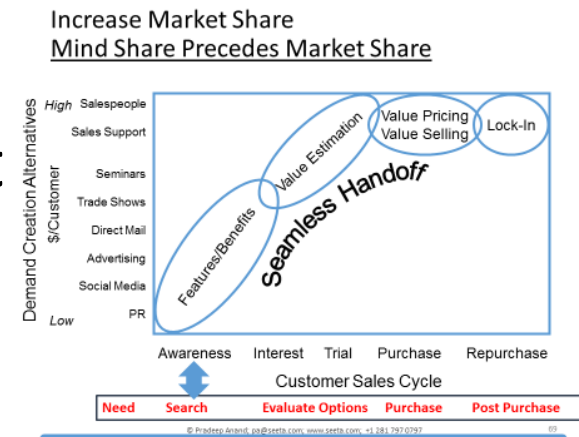 Increase Market Share
Mind Share Precedes Market Share
Demand Creation Alternatives
$/Customer
High
Salespeople
Sales Support
Seminars
Trade Shows
Direct Mail
Advertising
Social Media
PR
Low
Features/Benefits
Value Estimation
Value Pricing
Value Selling
Lock-In
Seamless Handoff
Awareness Interest Trial Purchase Repurchase
Customer Sales Cycle
Need Search Evaluate Options Purchase Post Purchase
© Pradeep Anand; pa@seeta.com; www.seeta.com; +1 281 797 0797
69